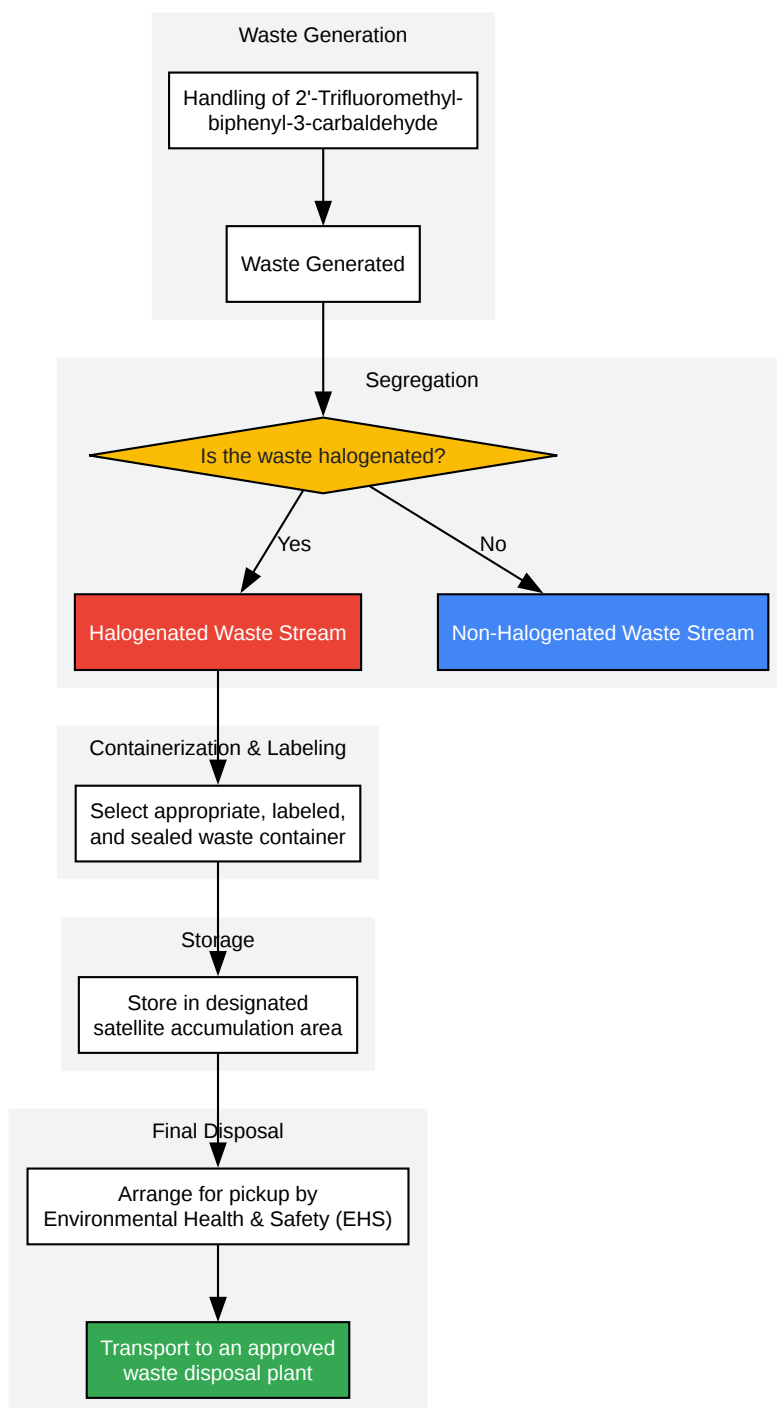 Waste Generation
Handling of 2'-Trifluoromethyl-
biphenyl-3-carbaldehyde
Waste Generated
Segregation
Is the waste halogenated?
Yes
No
Halogenated Waste Stream
Non-Halogenated Waste Stream
Containerization & Labeling
Select appropriate, labeled,
and sealed waste container
Storage
Store in designated
satellite accumulation area
Final Disposal
Arrange for pickup by
Environmental Health & Safety (EHS)
Transport to an approved
waste disposal plant